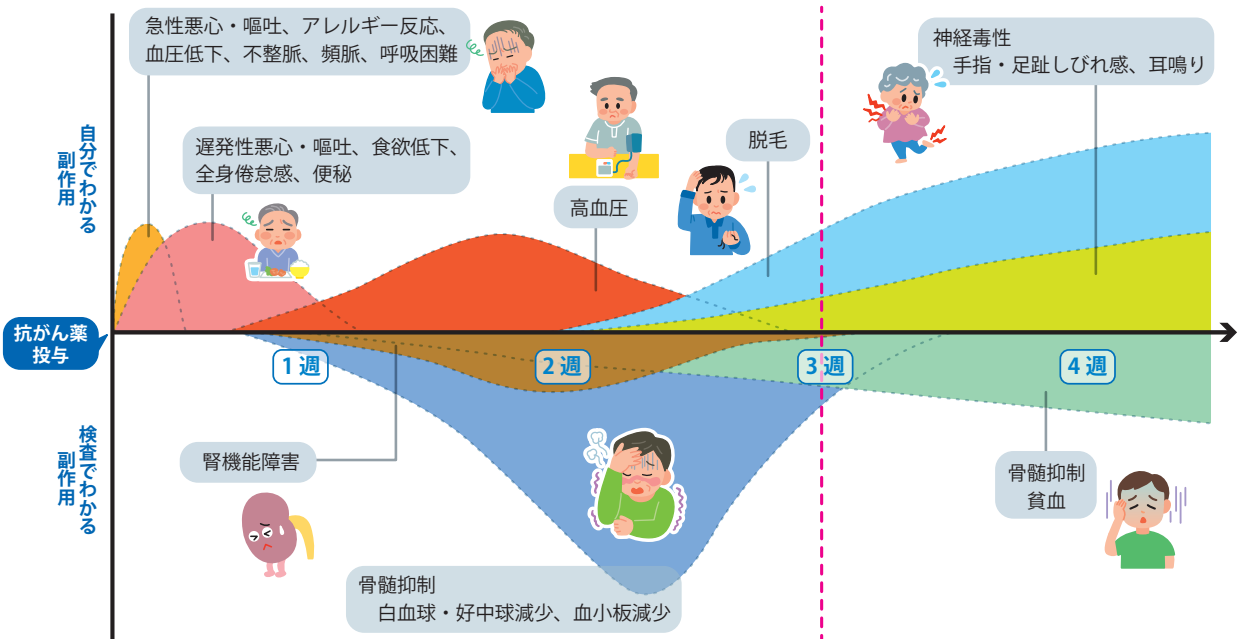 急性悪心・嘔吐、アレルギー反応、
血圧低下、不整脈、頻脈、呼吸困難
神経毒性
手指・足趾しびれ感、耳鳴り
自分でわかる
副作用
遅発性悪心・嘔吐、食欲低下、
全身倦怠感、便秘
脱毛
高血圧
抗がん薬
投与
1週
2週
3週
4週
検査でわかる
副作用
腎機能障害
骨髄抑制
貧血
骨髄抑制
白血球・好中球減少、血小板減少